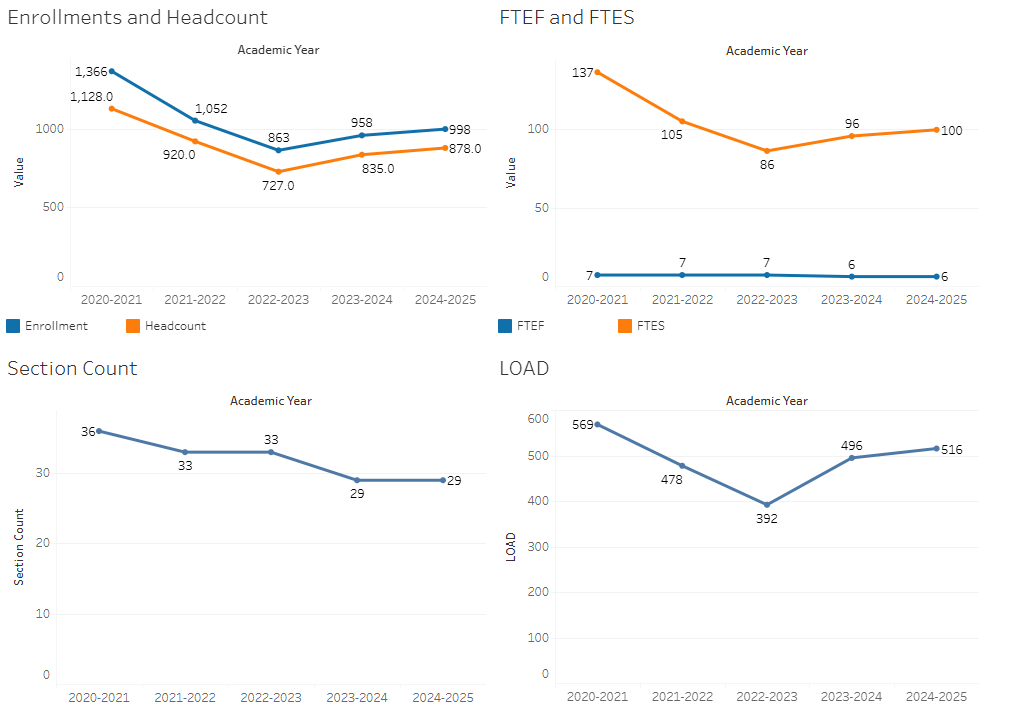 Enrollments and Headcount
Academic Year
1,366
1,128.0
1,052
920.0
863
727.0
958
835.0
998
878.0
1000
500
0
Value
2020-2021 2021-2022 2022-2023 2023-2024 2024-2025
Enrollment Headcount
FTEF and FTES
Academic Year
137
105
86
96
100
7
7
7
6
6
100
50
0
Value
2020-2021 2021-2022 2022-2023 2023-2024 2024-2025
FTEF FTES
Section Count
Academic Year
36
33
33
29
29
30
20
10
0
Section Count
2020-2021 2021-2022 2022-2023 2023-2024 2024-2025
LOAD
Academic Year
569
478
392
496
516
600
500
400
300
200
100
0
LOAD
2020-2021 2021-2022 2022-2023 2023-2024 2024-2025